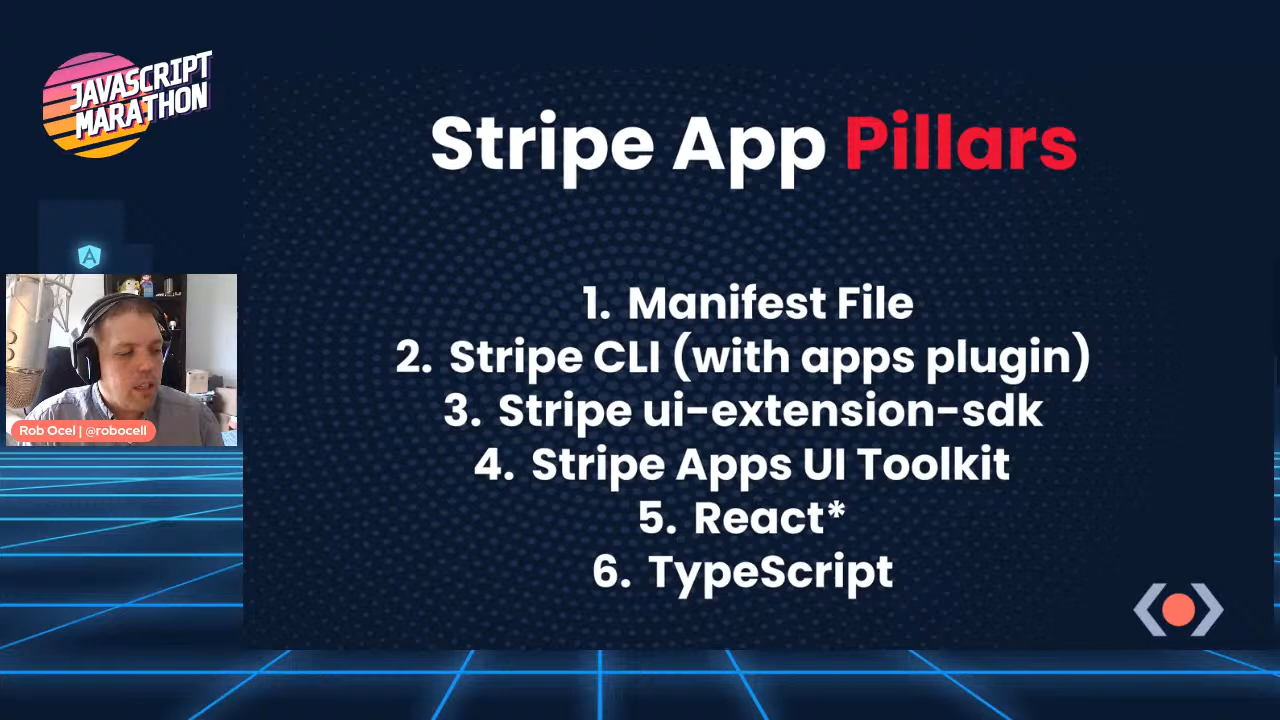 JAVASCRIPT
MARATHON
Stripe App Pillars
1. Manifest File
2. Stripe CLI (with apps plugin)
3. Stripe ui-extension-sdk
4. Stripe Apps UI Toolkit
5. React*
6. TypeScript
A
Rob Ocel | @robocell